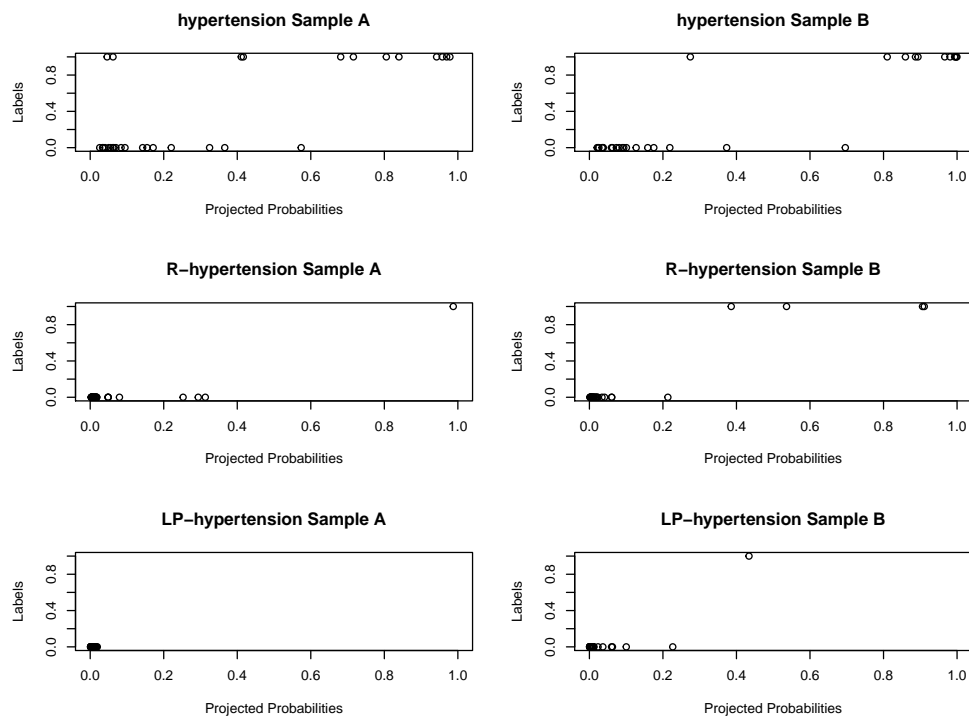 hypertension Sample A
Labels
0.0 0.4 0.8
0.0 0.2 0.4 0.6 0.8 1.0
Projected Probabilities
hypertension Sample B
Labels
0.0 0.4 0.8
0.0 0.2 0.4 0.6 0.8 1.0
Projected Probabilities
R−hypertension Sample A
Labels
0.0 0.4 0.8
0.0 0.2 0.4 0.6 0.8 1.0
Projected Probabilities
R−hypertension Sample B
Labels
0.0 0.4 0.8
0.0 0.2 0.4 0.6 0.8 1.0
Projected Probabilities
LP−hypertension Sample A
Labels
0.0 0.4 0.8
0.0 0.2 0.4 0.6 0.8 1.0
Projected Probabilities
LP−hypertension Sample B
Labels
0.0 0.4 0.8
0.0 0.2 0.4 0.6 0.8 1.0
Projected Probabilities